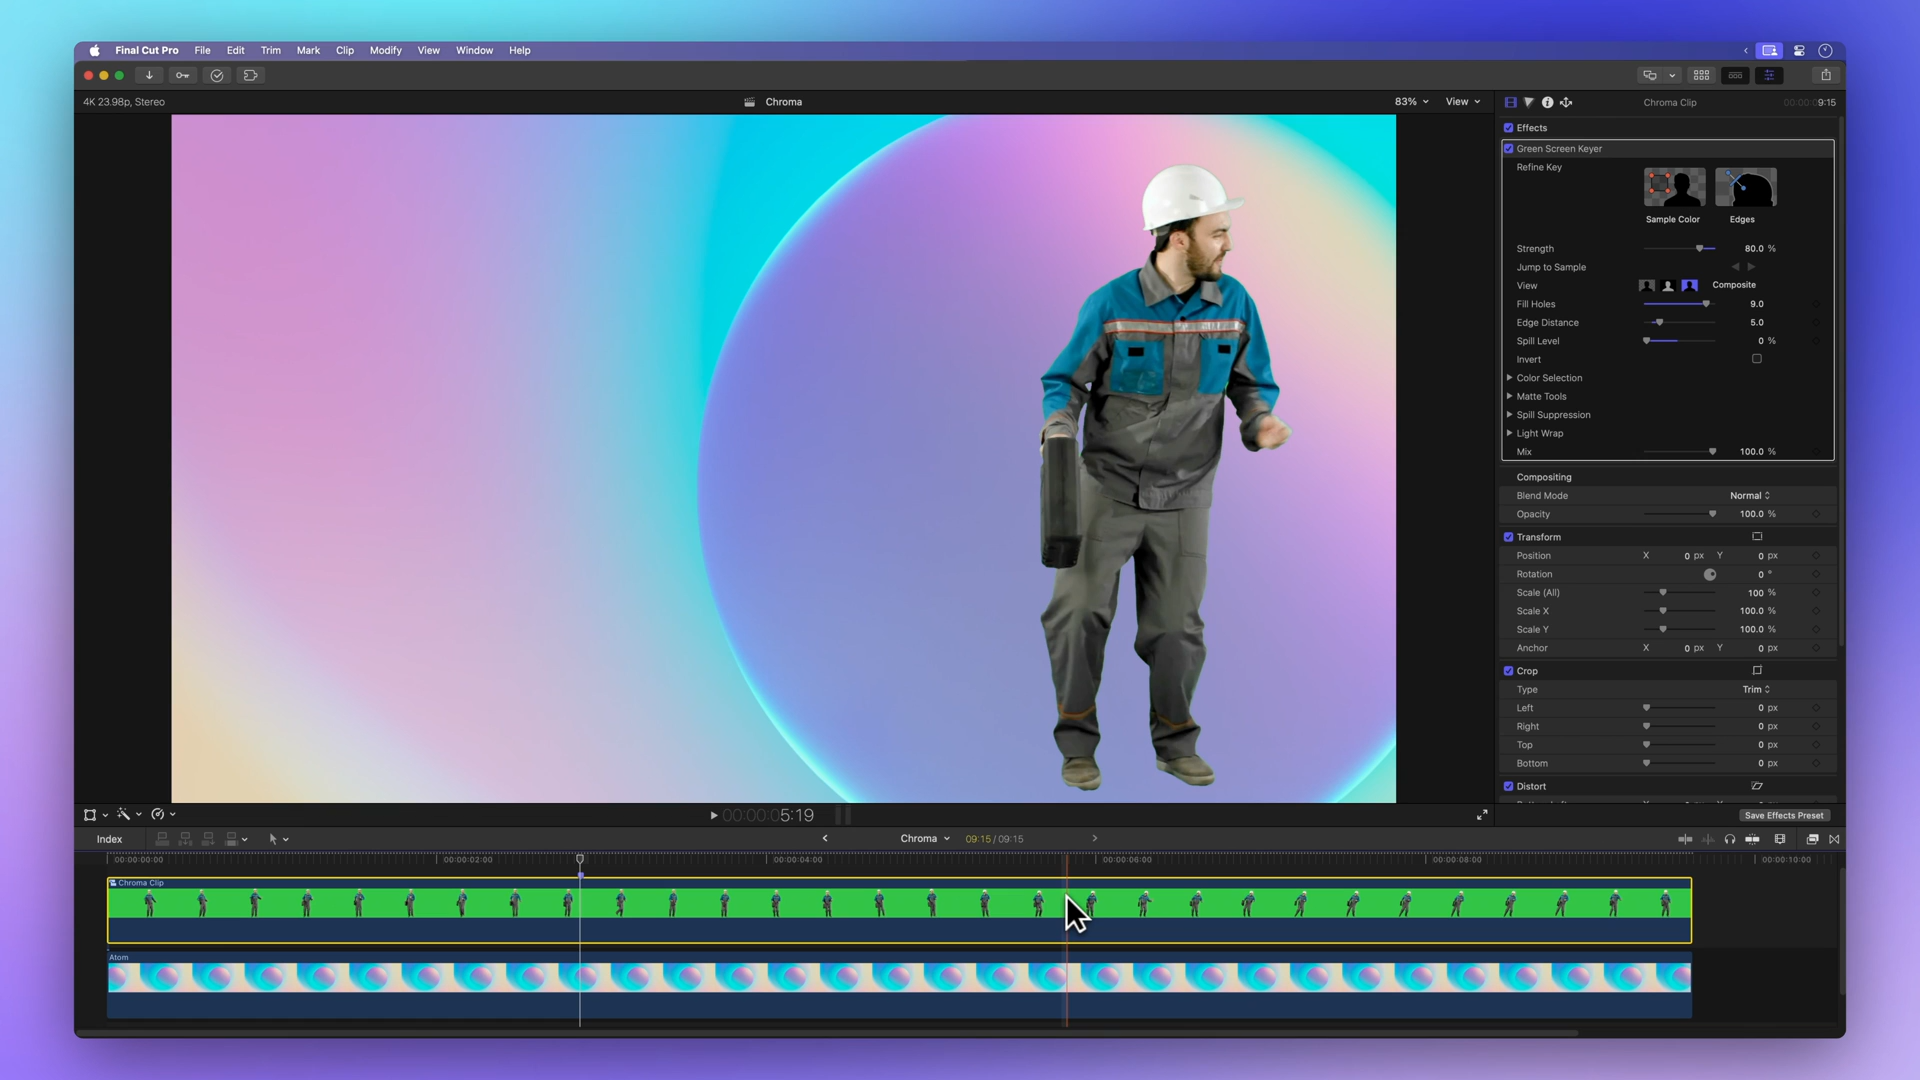 Final Cut Pro File Edit Trim Mark Clip Modify View Window Help
4K 23.98p, Stereo
Chroma
83%
View
Chroma Clip
00:00:09:15
Effects
Green Screen Keyer
Refine Key
Sample Color Edges
Strength 80.0 %
Jump to Sample
View Composite
Fill Holes 9.0
Edge Distance 5.0
Spill Level 0 %
Invert
Color Selection
Matte Tools
Spill Suppression
Light Wrap
Mix 100.0 %
Compositing
Blend Mode Normal
Opacity 100.0 %
Transform
Position X 0 px Y 0 px
Rotation 0 °
Scale (All) 100 %
Scale X 100.0 %
Scale Y 100.0 %
Anchor X 0 px Y 0 px
Crop
Type Trim
Left 0 px
Right 0 px
Top 0 px
Bottom 0 px
Distort
00:00:05:19
Save Effects Preset
Index
Chroma
09:15 / 09:15
00:00:00:00 00:00:02:00 00:00:04:00 00:00:06:00 00:00:08:00 00:00:10:00
Chroma Clip
Atom